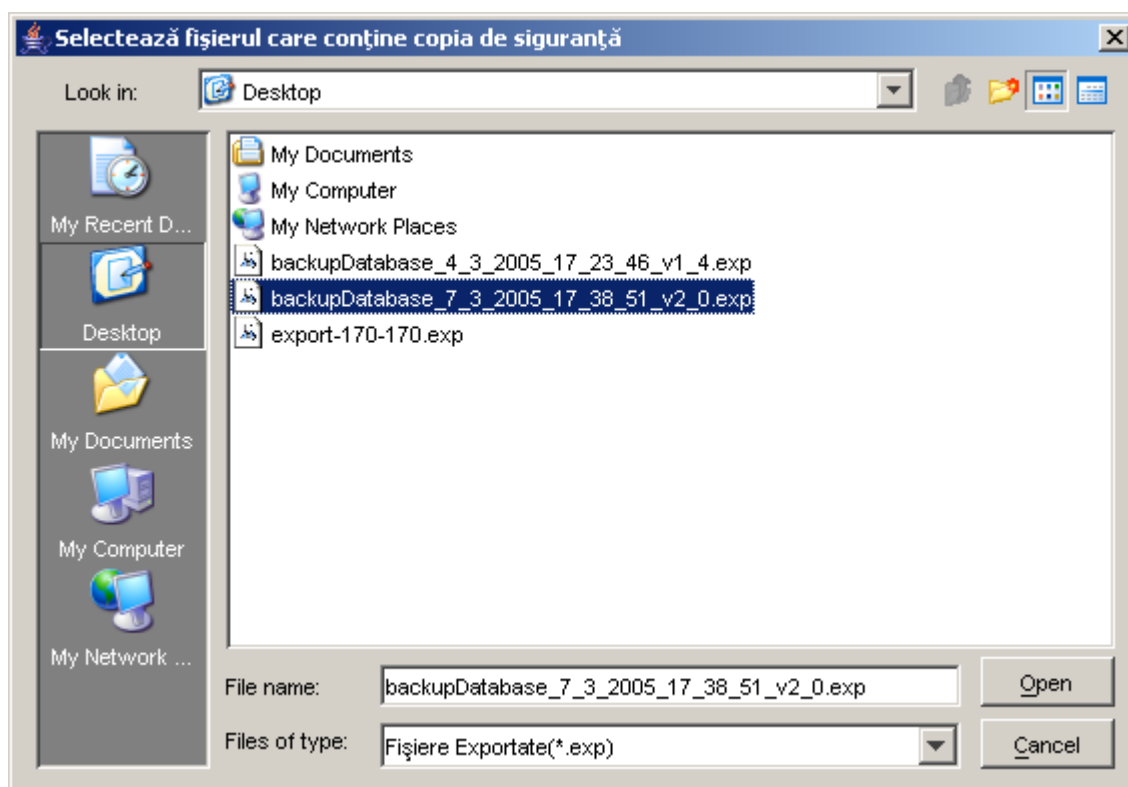 Selectează fişierul care conţine copia de siguranţă
Look in:
Desktop
My Recent D...
Desktop
My Documents
My Computer
My Network ...
My Documents
My Computer
My Network Places
backupDatabase_4_3_2005_17_23_46_v1_4.exp
backupDatabase_7_3_2005_17_38_51_v2_0.exp
export-170-170.exp
File name:
backupDatabase_7_3_2005_17_38_51_v2_0.exp
Open
Files of type:
Fişiere Exportate(*.exp)
Cancel